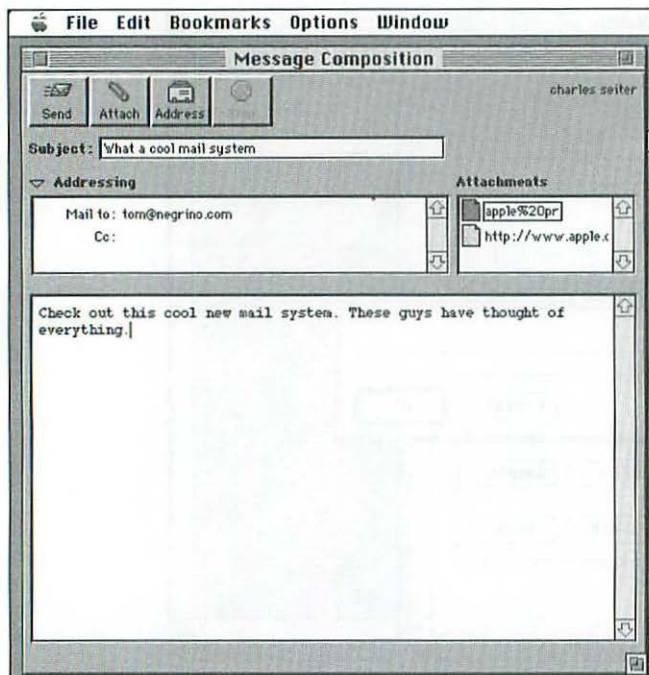 File Edit Bookmarks Options Window
Message Composition
Send Attach Address Stop
charles seiter
Subject: What a cool mail system
Addressing
Attachments
Mail to: tom@negrino.com
Cc:
apple%20pr
http://www.apple.c
Check out this cool new mail system. These guys have thought of
everything.